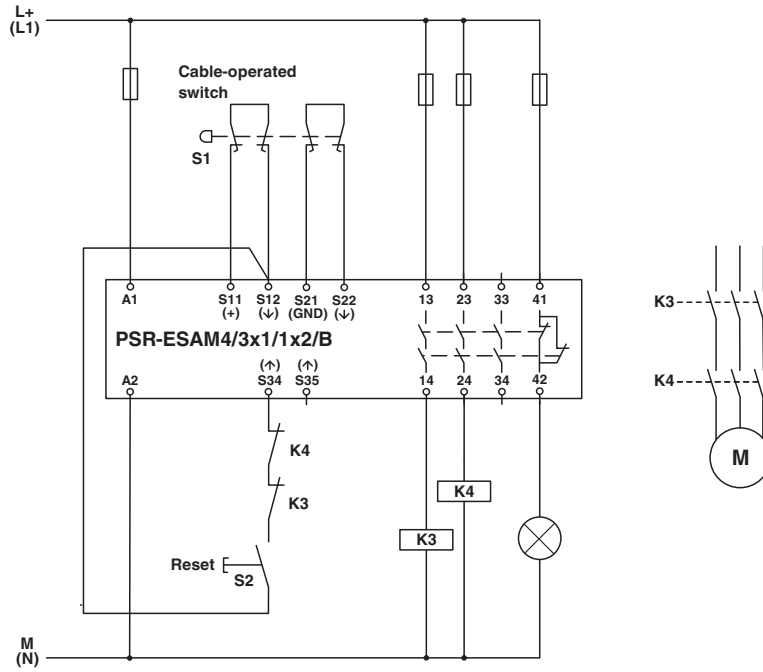 L+
(L1)
Cable-operated
switch
S1
A1 S11 S12 S21 S22 13 23 33 41
(+) (↓) (GND) (↓)
PSR-ESAM4/3x1/1x2/B
(↑) (↑)
A2 S34 S35 14 24 34 42
K4
K3
K4
K3
Reset
S2
M
(N)
K3
K4
M